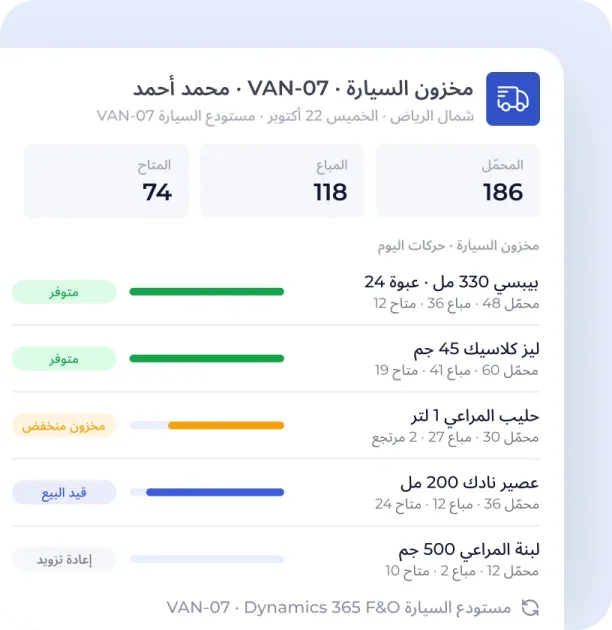 مخزون السيارة · VAN-07 · محمد أحمد
شمال الرياض · الخميس 22 أكتوبر · مستودع السيارة VAN-07
المحمّل
186
المباع
118
المتاح
74
مخزون السيارة · حركات اليوم
بيبسي 330 مل · عبوة 24
محمّل 48 · مباع 36 · متاح 12
متوفر
ليز كلاسيك 45 جم
محمّل 60 · مباع 41 · متاح 19
متوفر
حليب المراعي 1 لتر
محمّل 30 · مباع 27 · 2 مرتجع
مخزون منخفض
عصير نادك 200 مل
محمّل 36 · مباع 12 · متاح 24
قيد البيع
لبنة المراعي 500 جم
محمّل 12 · مباع 2 · متاح 10
إعادة تزويد
مستودع السيارة VAN-07 · Dynamics 365 F&O